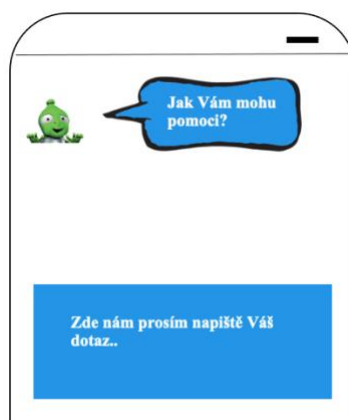 Jak Vám mohu
pomoci?
Zde nám prosím napiště Váš
dotaz..